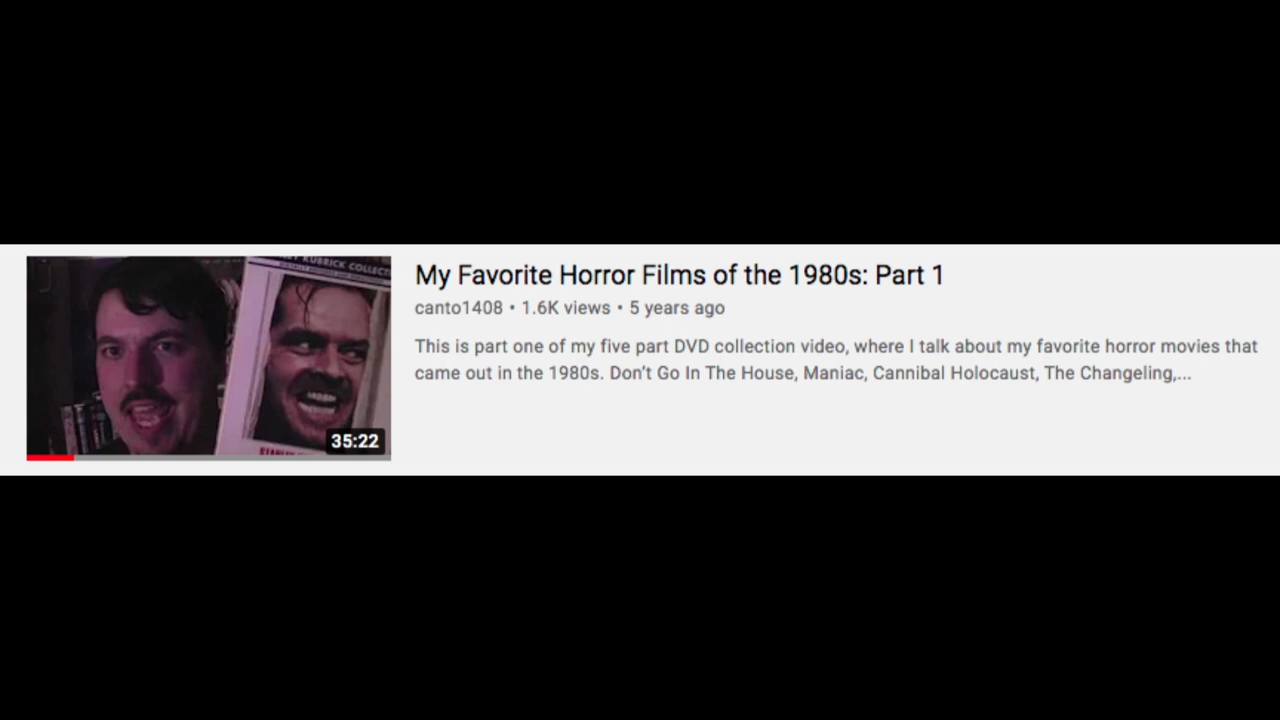 KUBRICK COLLECT
35:22
My Favorite Horror Films of the 1980s: Part 1
canto1408 • 1.6K views • 5 years ago
This is part one of my five part DVD collection video, where I talk about my favorite horror movies that
came out in the 1980s. Don’t Go In The House, Maniac, Cannibal Holocaust, The Changeling,...